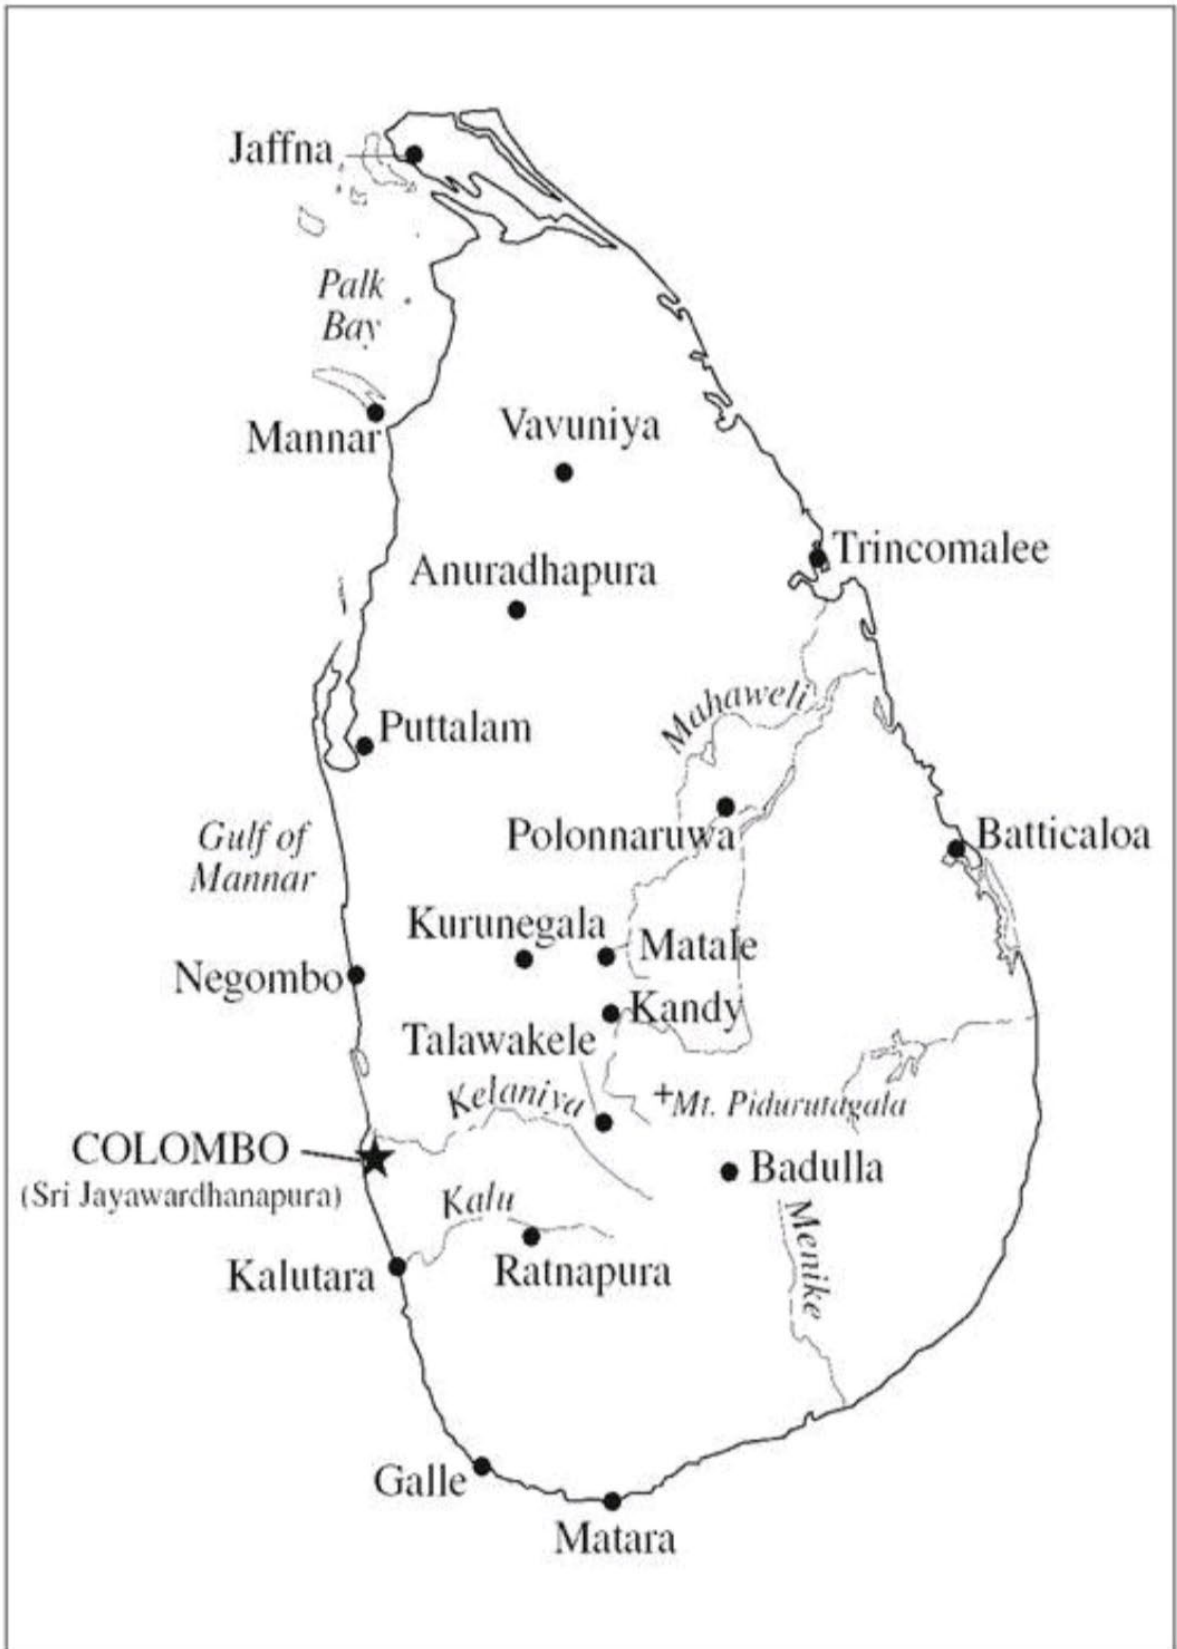 Jaffna
Palk
Bay
Mannar
Vavuniya
Trincomalee
Anuradhapura
Mahaweli
Puttalam
Polonnaruwa
Batticaloa
Gulf of
Mannar
Kurunegala
Matale
Negombo
Kandy
Talawakele
Kelaniya
+Mt. Pidurutagala
COLOMBO
(Sri Jayawardhanapura)
Badulla
Kalu
Menike
Kalutara
Ratnapura
Galle
Matara